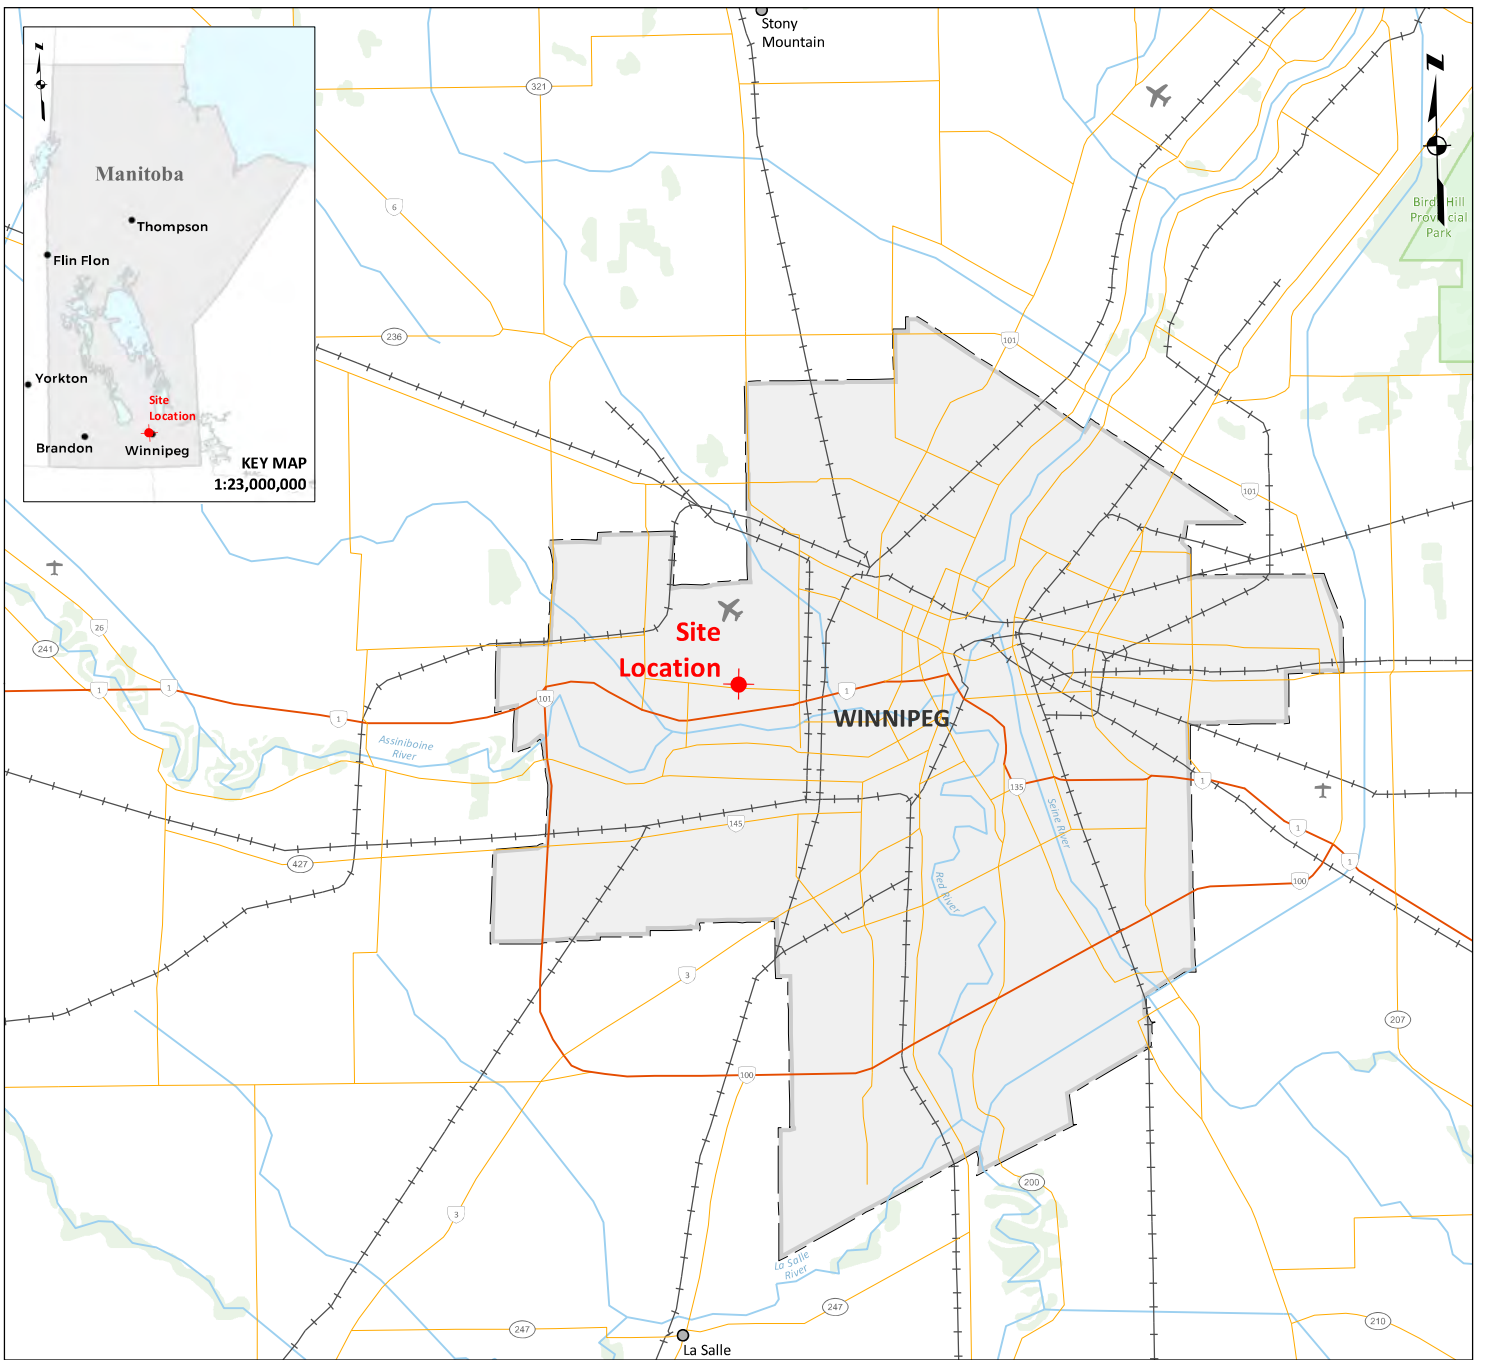 Stony
Mountain
N
N
321
Manitoba
Thompson
6
Bird Hill
Provincial
Park
Flin Flon
236
101
Yorkton
Site
Location
Brandon
Winnipeg
KEY MAP
1:23,000,000
101
26
241
Site
Location
1
1
1
101
1
WINNIPEG
Assiniboine
River
135
1
Seine River
145
1
427
1
100
Red River
3
207
100
200
3
La Salle
River
247
247
210
La Salle